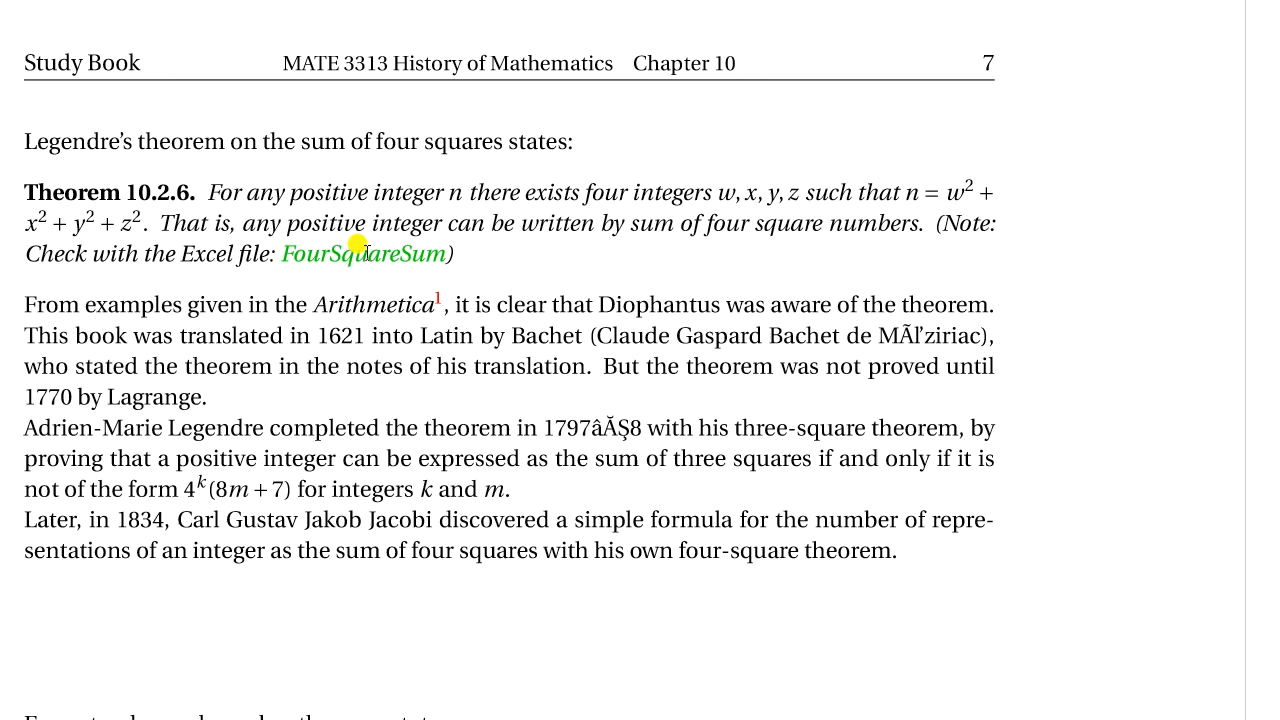 Study Book MATE 3313 History of Mathematics Chapter 10 7
Legendre’s theorem on the sum of four squares states:
Theorem 10.2.6. For any positive integer n there exists four integers w, x, y, z such that n = w² +
x² + y² + z². That is, any positive integer can be written by sum of four square numbers. (Note:
Check with the Excel file: FourSquareSum)
From examples given in the Arithmetica¹, it is clear that Diophantus was aware of the theorem.
This book was translated in 1621 into Latin by Bachet (Claude Gaspard Bachet de MÃľziriac),
who stated the theorem in the notes of his translation. But the theorem was not proved until
1770 by Lagrange.
Adrien-Marie Legendre completed the theorem in 1797âĂŞ8 with his three-square theorem, by
proving that a positive integer can be expressed as the sum of three squares if and only if it is
not of the form 4ᵏ(8m + 7) for integers k and m.
Later, in 1834, Carl Gustav Jakob Jacobi discovered a simple formula for the number of repre-
sentations of an integer as the sum of four squares with his own four-square theorem.